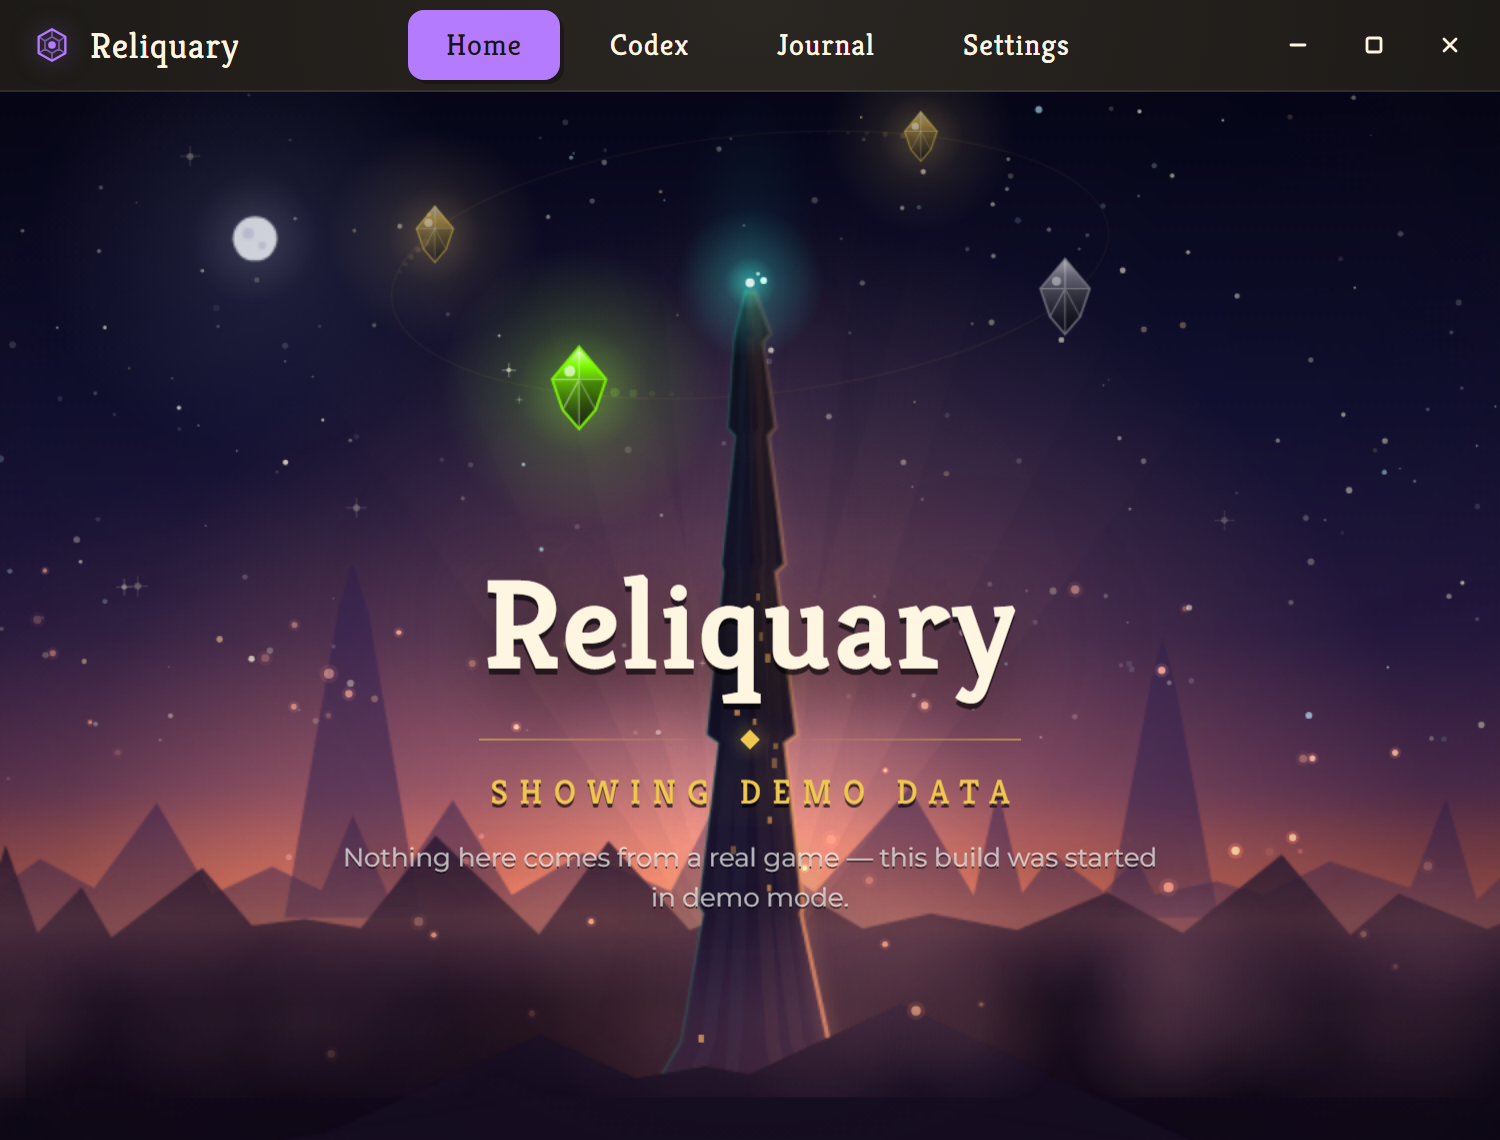 Reliquary
Home
Codex
Journal
Settings
Reliquary
SHOWING DEMO DATA
Nothing here comes from a real game — this build was started
in demo mode.